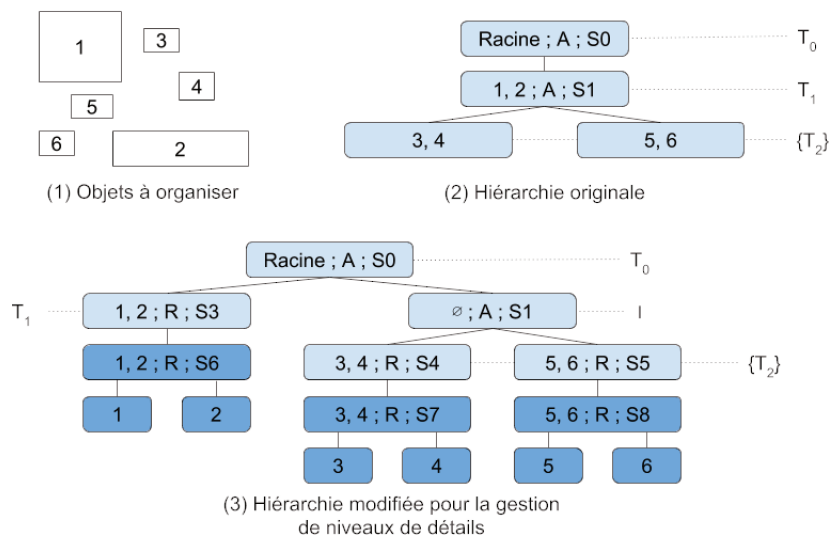 1
3
4
5
6
2
(1) Objets à organiser
Racine ; A ; S0
T0
1, 2 ; A ; S1
T1
3, 4
5, 6
{T2}
(2) Hiérarchie originale
Racine ; A ; S0
T0
T1
1, 2 ; R ; S3
∅ ; A ; S1
I
1, 2 ; R ; S6
3, 4 ; R ; S4
5, 6 ; R ; S5
{T2}
1
2
3, 4 ; R ; S7
5, 6 ; R ; S8
3
4
5
6
(3) Hiérarchie modifiée pour la gestion
de niveaux de détails